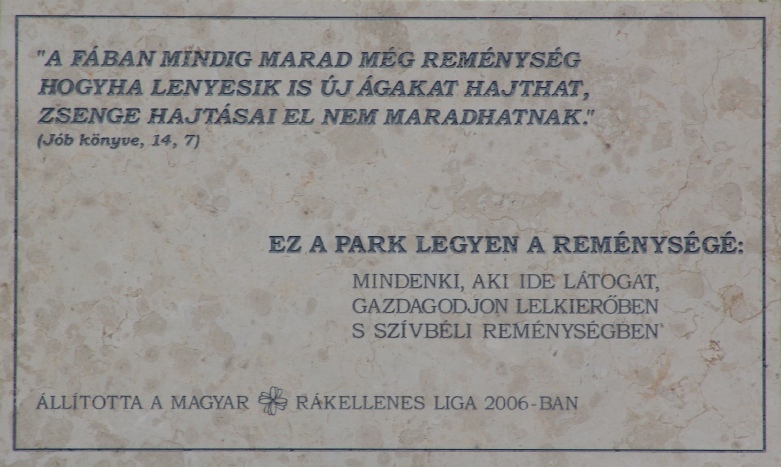 "A FÁBAN MINDIG MARAD MÉG REMÉNYSÉG
HOGYHA LENYESIK IS ÚJ ÁGAKAT HAJTHAT,
ZSENGE HAJTÁSAI EL NEM MARADHATNAK."
(Jób könyve, 14, 7)
EZ A PARK LEGYEN A REMÉNYSÉGÉ:
MINDENKI, AKI IDE LÁTOGAT,
GAZDAGODJON LELKIERŐBEN
S SZÍVBÉLI REMÉNYSÉGBEN
ÁLLÍTOTTA A MAGYAR RÁKELLENES LIGA 2006-BAN